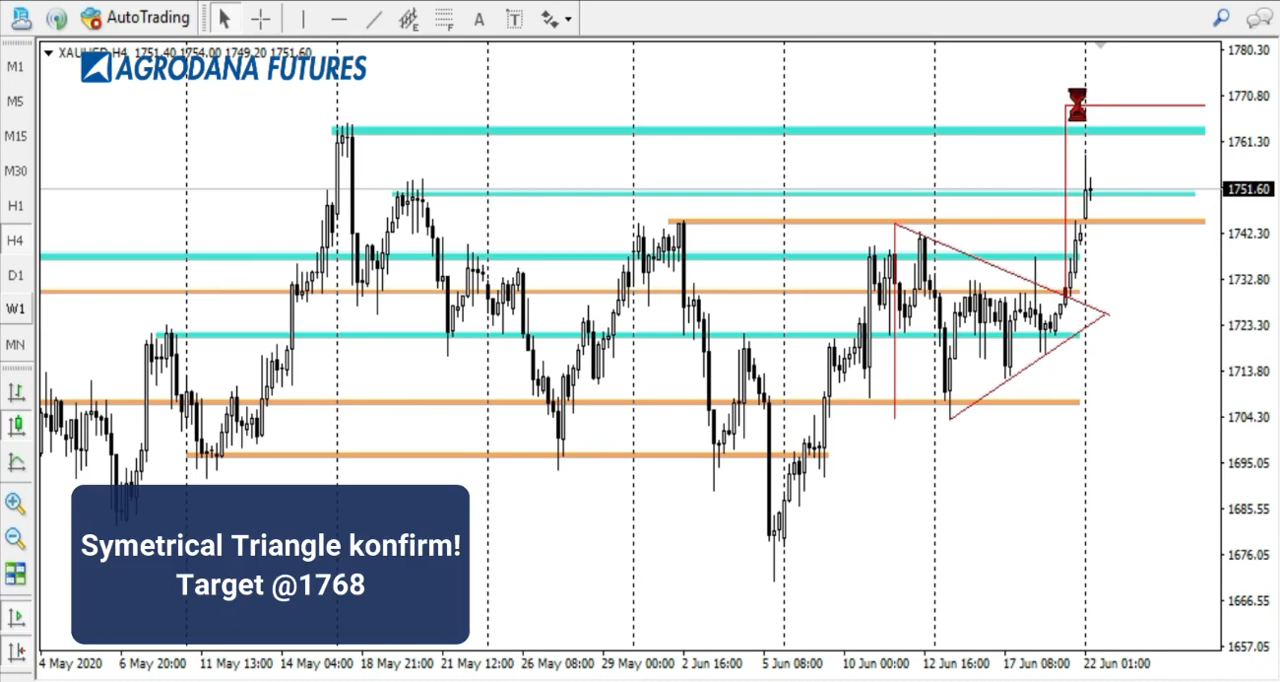 AutoTrading
A
T
E
F
M1
M5
M15
M30
H1
H4
D1
W1
MN
XAUUSD,H4 1751.40 1754.00 1749.20 1751.60
AGRODANA FUTURES
1780.30
1770.80
1761.30
1751.60
1742.30
1732.80
1723.30
1713.80
1704.30
1695.05
1685.55
1676.05
1666.55
1657.05
Symetrical Triangle konfirm!
Target @1768
4 May 2020
6 May 20:00
11 May 13:00
14 May 04:00
18 May 21:00
21 May 12:00
26 May 08:00
29 May 00:00
2 Jun 16:00
5 Jun 08:00
10 Jun 00:00
12 Jun 16:00
17 Jun 08:00
22 Jun 01:00